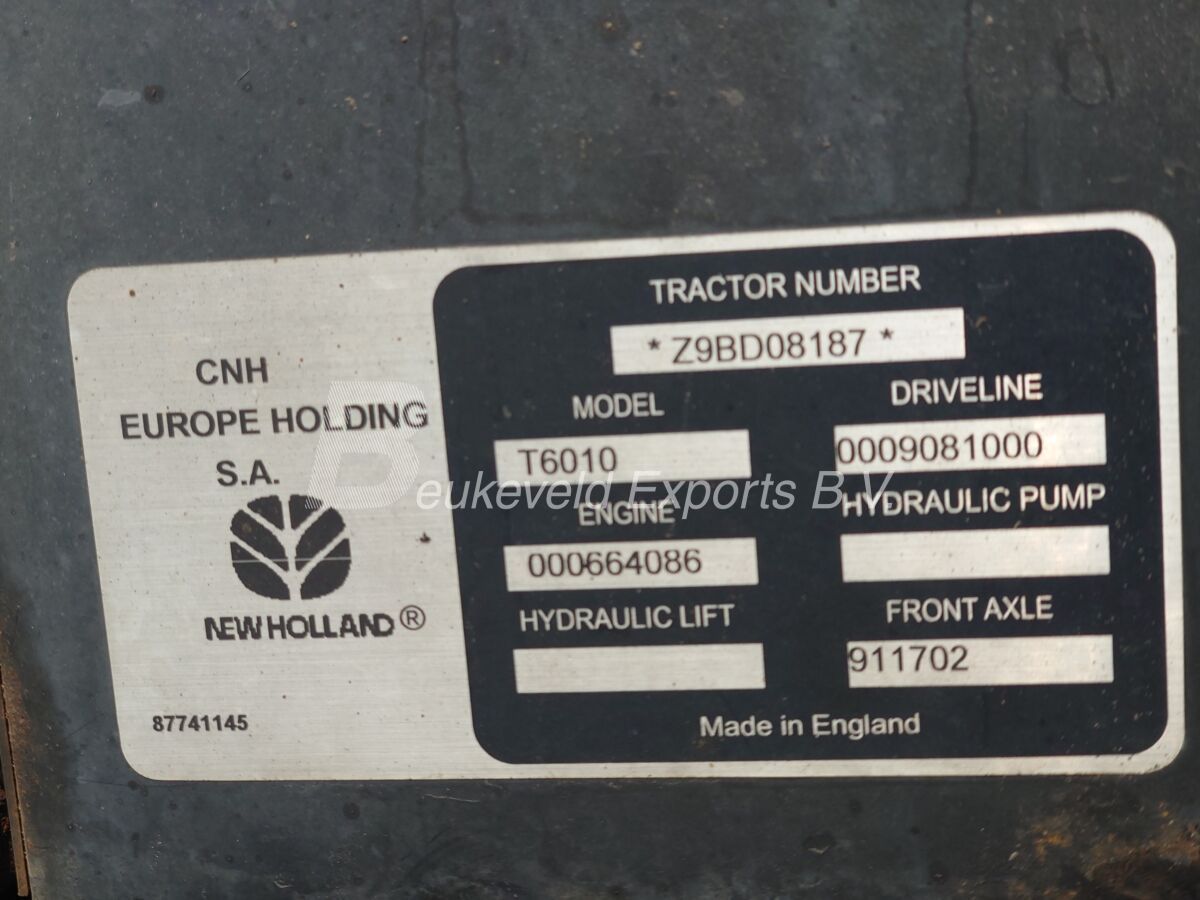 CNH
EUROPE HOLDING
S.A.
NEW HOLLAND®
87741145
TRACTOR NUMBER
* Z9BD08187 *
MODEL
T6010
DRIVELINE
0009081000
ENGINE
000664086
HYDRAULIC PUMP
HYDRAULIC LIFT
FRONT AXLE
911702
Made in England
Beukeveld Exports B.V.